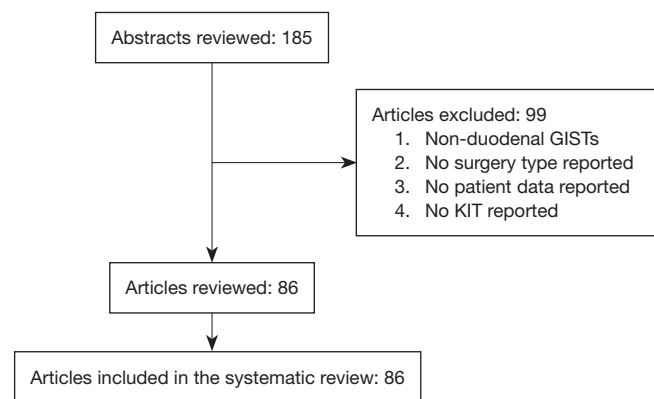 Abstracts reviewed: 185
Articles excluded: 99
1. Non-duodenal GISTs
2. No surgery type reported
3. No patient data reported
4. No KIT reported
Articles reviewed: 86
Articles included in the systematic review: 86